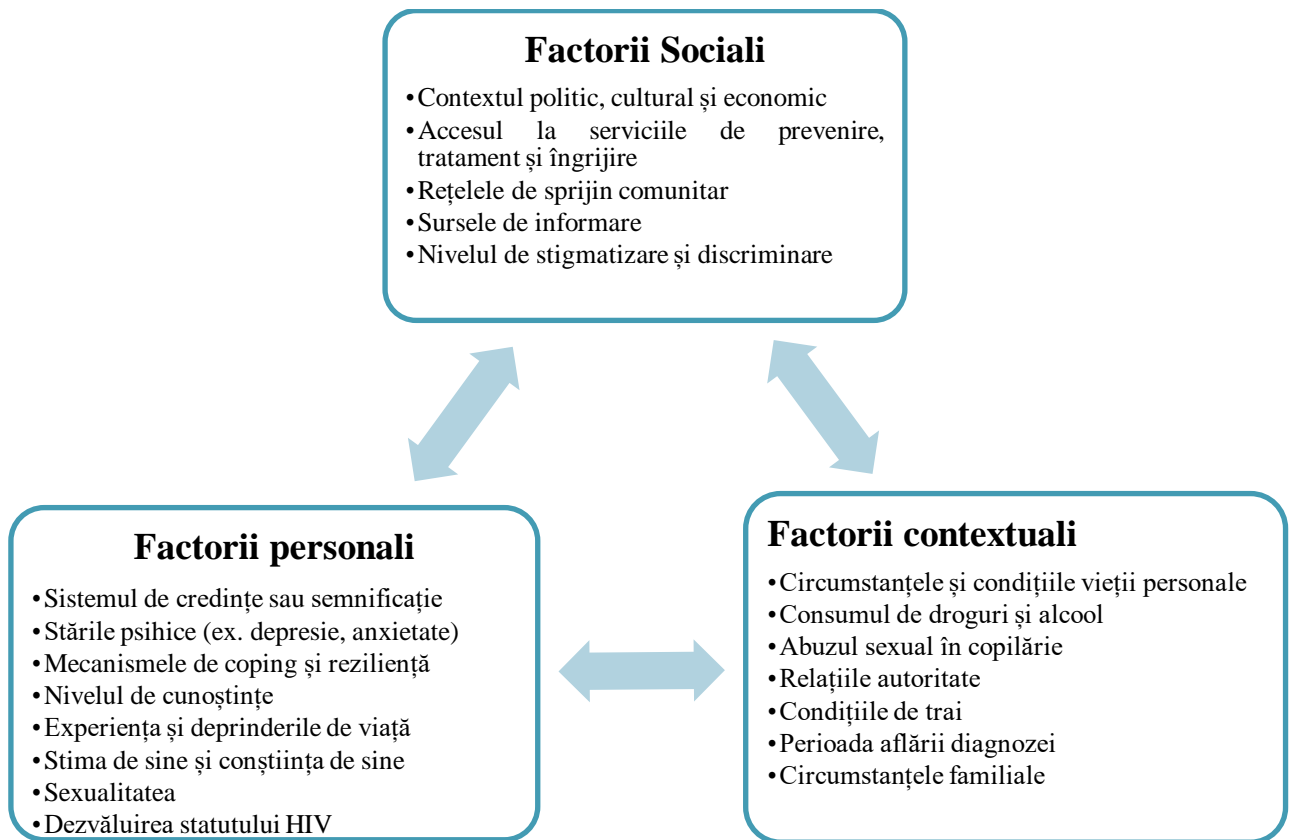 Factorii Sociali
•Contextul politic, cultural și economic
•Accesul la serviciile de prevenire,
tratament și îngrijire
•Rețelele de sprijin comunitar
•Sursele de informare
•Nivelul de stigmatizare și discriminare
Factorii personali
•Sistemul de credințe sau semnificație
•Stările psihice (ex. depresie, anxietate)
•Mecanismele de coping și reziliență
•Nivelul de cunoștințe
•Experiența și deprinderile de viață
•Stima de sine și conștiința de sine
•Sexualitatea
•Dezvăluirea statutului HIV
Factorii contextuali
•Circumstanțele și condițiile vieții personale
•Consumul de droguri și alcool
•Abuzul sexual în copilărie
•Relațiile autoritate
•Condițiile de trai
•Perioada aflării diagnozei
•Circumstanțele familiale